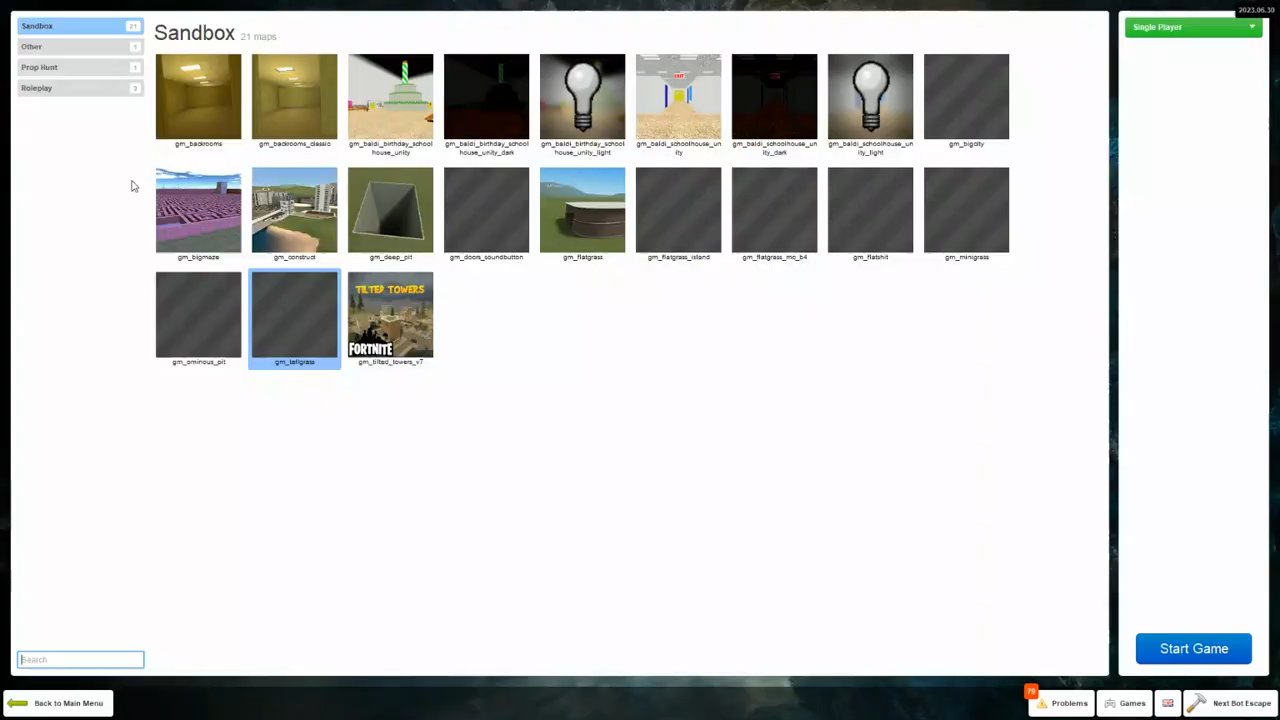 2023.06.30
Sandbox 21
Other 1
Prop Hunt 1
Roleplay 3
Sandbox 21 maps
Single Player
EXIT
gm_backrooms
gm_backrooms_classic
gm_baldi_birthday_school
house_unity
gm_baldi_birthday_school
house_unity_dark
gm_baldi_birthday_school
house_unity_light
gm_baldi_schoolhouse_un
ity
gm_baldi_schoolhouse_un
ity_dark
gm_baldi_schoolhouse_un
ity_light
gm_bigcity
gm_bigmaze
gm_construct
gm_deep_pit
gm_doors_soundbutton
gm_flatgrass
gm_flatgrass_island
gm_flatgrass_mc_b4
gm_flatshit
gm_minigrass
TILTED TOWERS
FORTNITE
gm_ominous_pit
gm_tallgrass
gm_tilted_towers_v7
Search
Start Game
Back to Main Menu
79
Problems
Games
Next Bot Escape